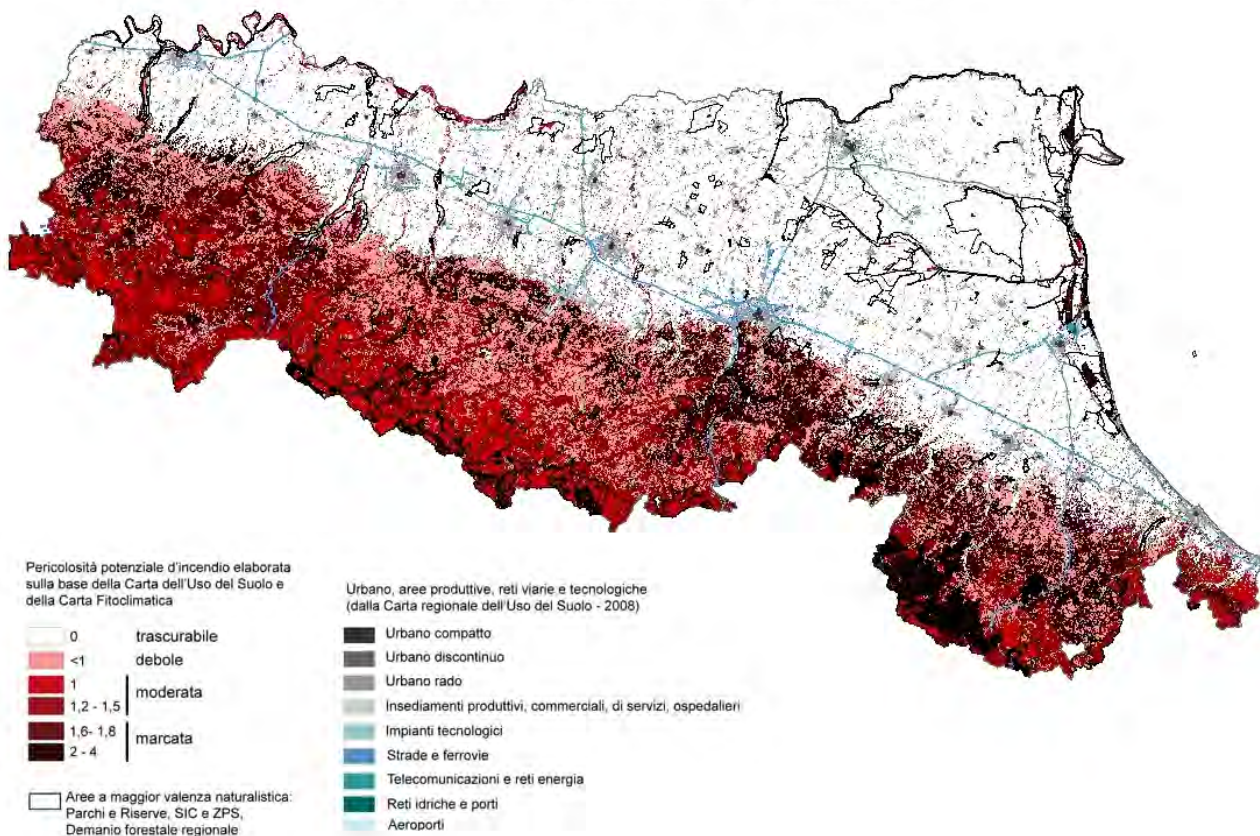 Pericolosità potenziale d'incendio elaborata
sulla base della Carta dell'Uso del Suolo e
della Carta Fitoclimatica
0 trascurabile
<1 debole
1
moderata
1,2 - 1,5
1,6- 1,8
marcata
2 - 4
Aree a maggior valenza naturalistica:
Parchi e Riserve, SIC e ZPS,
Demanio forestale regionale
Urbano, aree produttive, reti viarie e tecnologiche
(dalla Carta regionale dell'Uso del Suolo - 2008)
Urbano compatto
Urbano discontinuo
Urbano rado
Insediamenti produttivi, commerciali, di servizi, ospedalieri
Impianti tecnologici
Strade e ferrovie
Telecomunicazioni e reti energia
Reti idriche e porti
Aeroporti